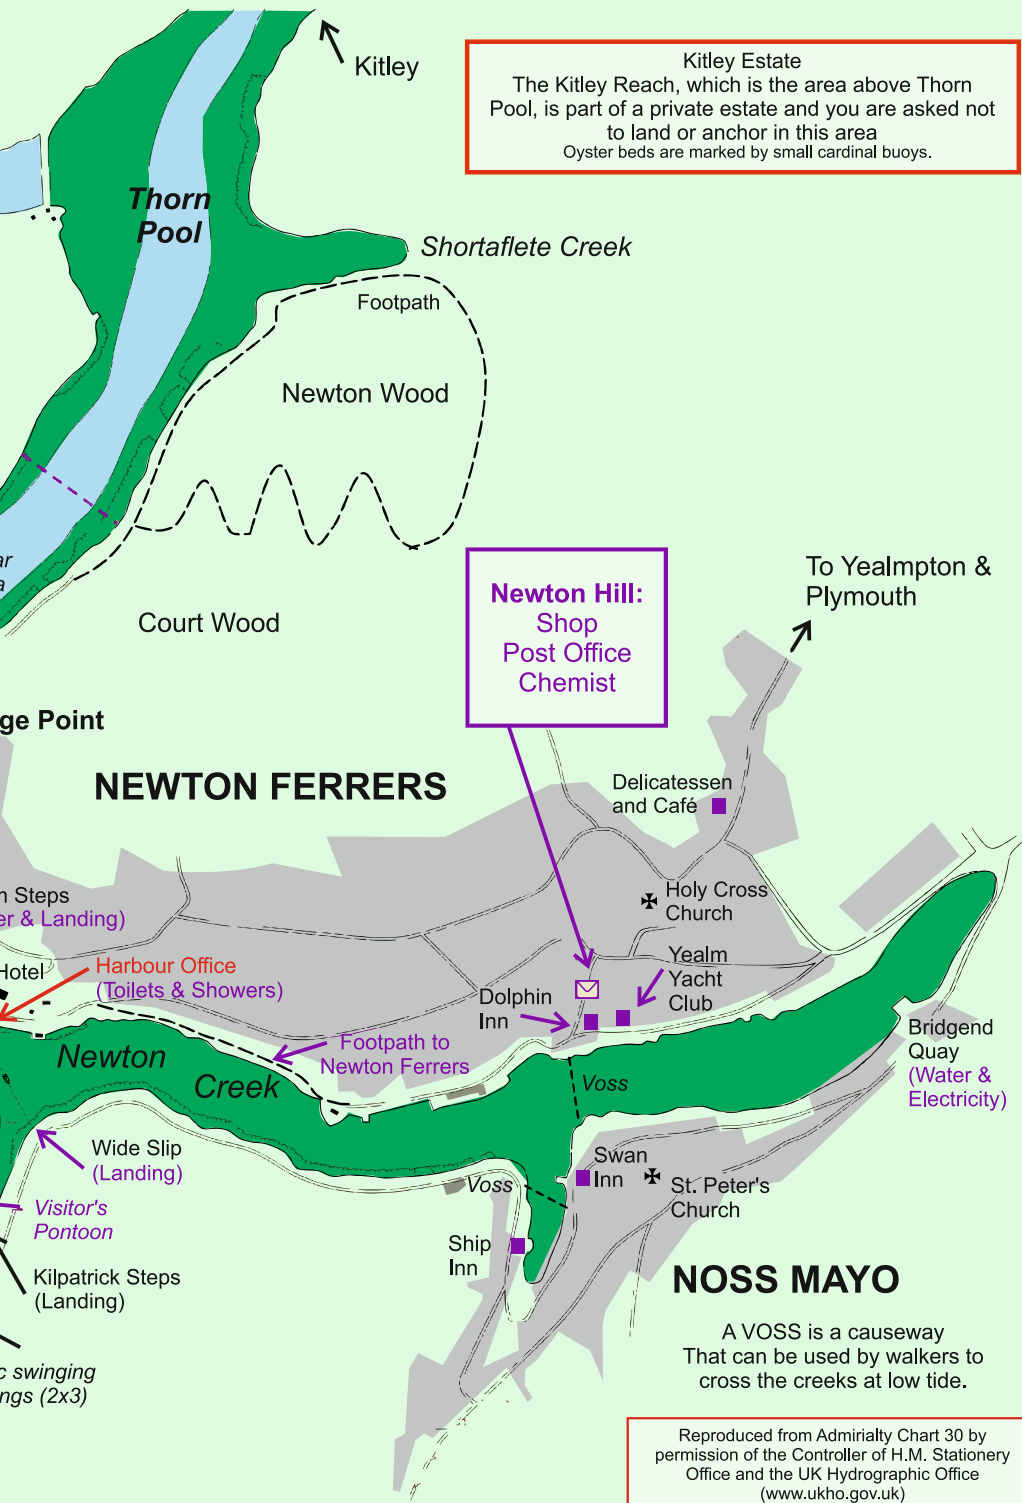 Kitley
Kitley Estate
The Kitley Reach, which is the area above Thorn
Pool, is part of a private estate and you are asked not
to land or anchor in this area
Oyster beds are marked by small cardinal buoys.
Thorn
Pool
Shortaflete Creek
Footpath
Newton Wood
Court Wood
Newton Hill:
Shop
Post Office
Chemist
To Yealmpton &
Plymouth
ge Point
NEWTON FERRERS
Delicatessen
and Café
Steps
& Landing)
Holy Cross
Church
Hotel
Harbour Office
(Toilets & Showers)
Yealm
Yacht
Club
Dolphin
Inn
Footpath to
Newton Ferrers
Newton
Creek
Voss
Bridgend
Quay
(Water &
Electricity)
Wide Slip
(Landing)
Swan
Inn
Voss
St. Peter's
Church
Visitor's
Pontoon
Ship
Inn
Kilpatrick Steps
(Landing)
NOSS MAYO
A VOSS is a causeway
That can be used by walkers to
cross the creeks at low tide.
swinging
ngs (2x3)
Reproduced from Admirialty Chart 30 by
permission of the Controller of H.M. Stationery
Office and the UK Hydrographic Office
(www.ukho.gov.uk)